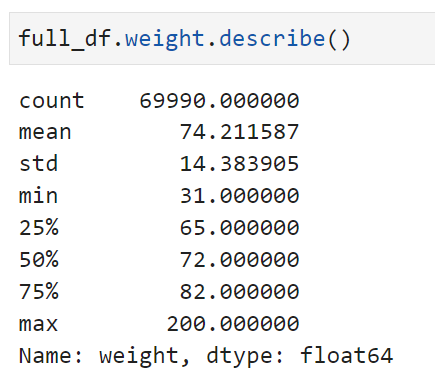 full_df.weight.describe()
count    69990.000000
mean        74.211587
std         14.383905
min         31.000000
25%         65.000000
50%         72.000000
75%         82.000000
max        200.000000
Name: weight, dtype: float64